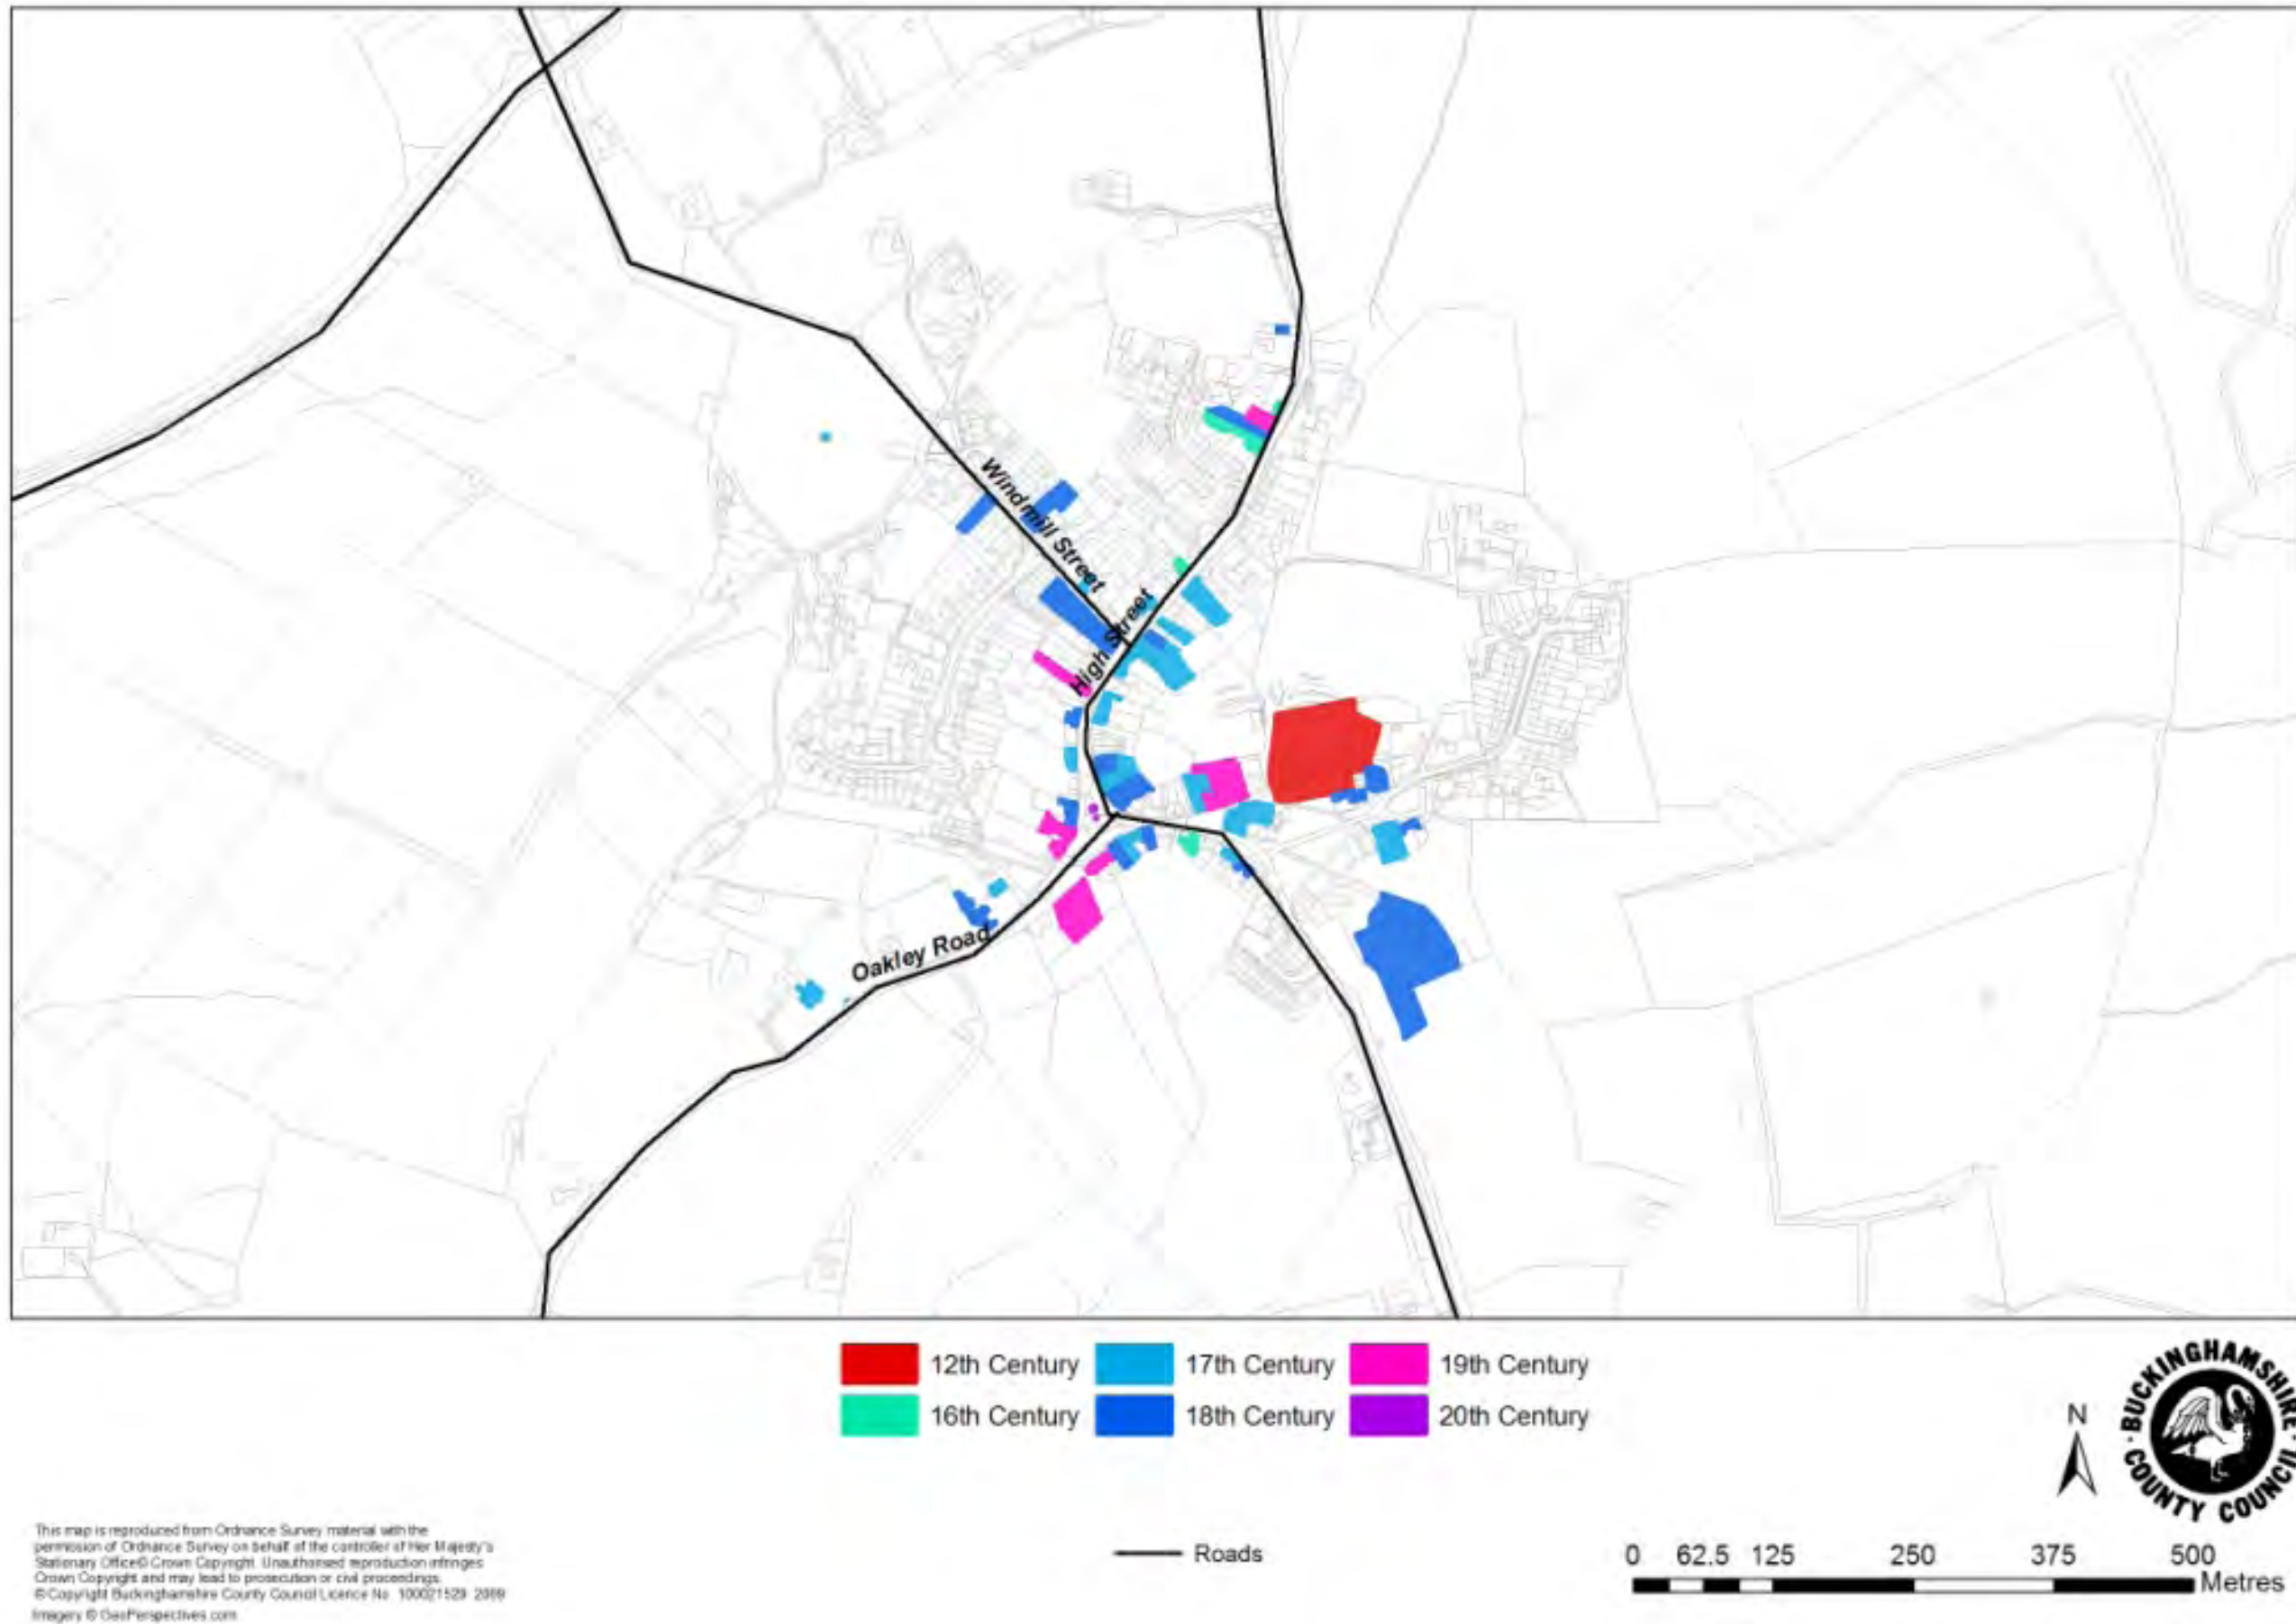 Windmill Street
High Street
Oakley Road
12th Century
17th Century
19th Century
16th Century
18th Century
20th Century
N
· BUCKINGHAMSHIRE ·
COUNTY COUNCIL
Roads
0 62.5 125 250 375 500
Metres
This map is reproduced from Ordnance Survey material with the
permission of Ordnance Survey on behalf of the controller of Her Majesty's
Stationary Office© Crown Copyright. Unauthorised reproduction infringes
Crown Copyright and may lead to prosecution or civil proceedings.
© Copyright Buckinghamshire County Council Licence No. 100021529 2009
Imagery © GeoPerspectives.com